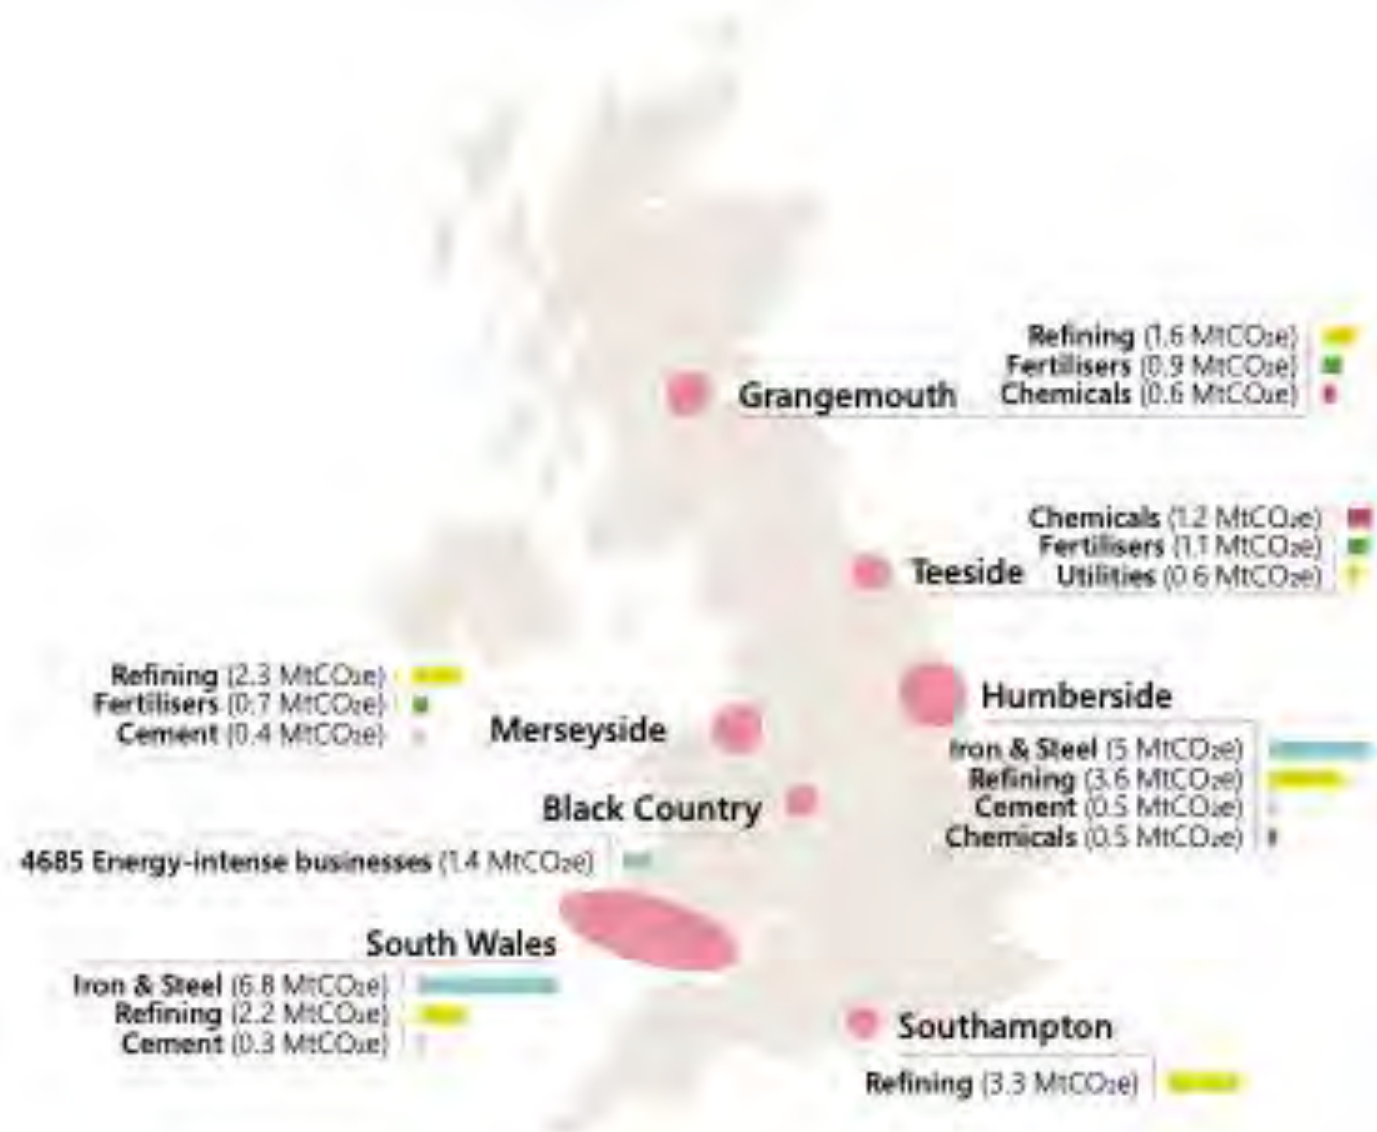 Refining (1.6 MtCO₂e)
Fertilisers (0.9 MtCO₂e)
Grangemouth Chemicals (0.6 MtCO₂e)
Chemicals (1.2 MtCO₂e)
Fertilisers (1.1 MtCO₂e)
Teeside Utilities (0.6 MtCO₂e)
Refining (2.3 MtCO₂e)
Fertilisers (0.7 MtCO₂e)
Cement (0.4 MtCO₂e)
Merseyside
Humberside
Iron & Steel (5 MtCO₂e)
Refining (3.6 MtCO₂e)
Cement (0.5 MtCO₂e)
Chemicals (0.5 MtCO₂e)
Black Country
4685 Energy-intense businesses (1.4 MtCO₂e)
South Wales
Iron & Steel (6.8 MtCO₂e)
Refining (2.2 MtCO₂e)
Cement (0.3 MtCO₂e)
Southampton
Refining (3.3 MtCO₂e)